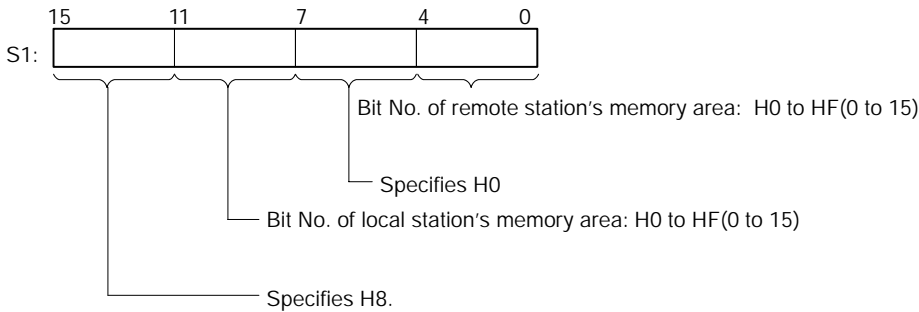 15 11 7 4 0
S1:
Bit No. of remote station's memory area: H0 to HF(0 to 15)
Specifies H0
Bit No. of local station's memory area: H0 to HF(0 to 15)
Specifies H8.